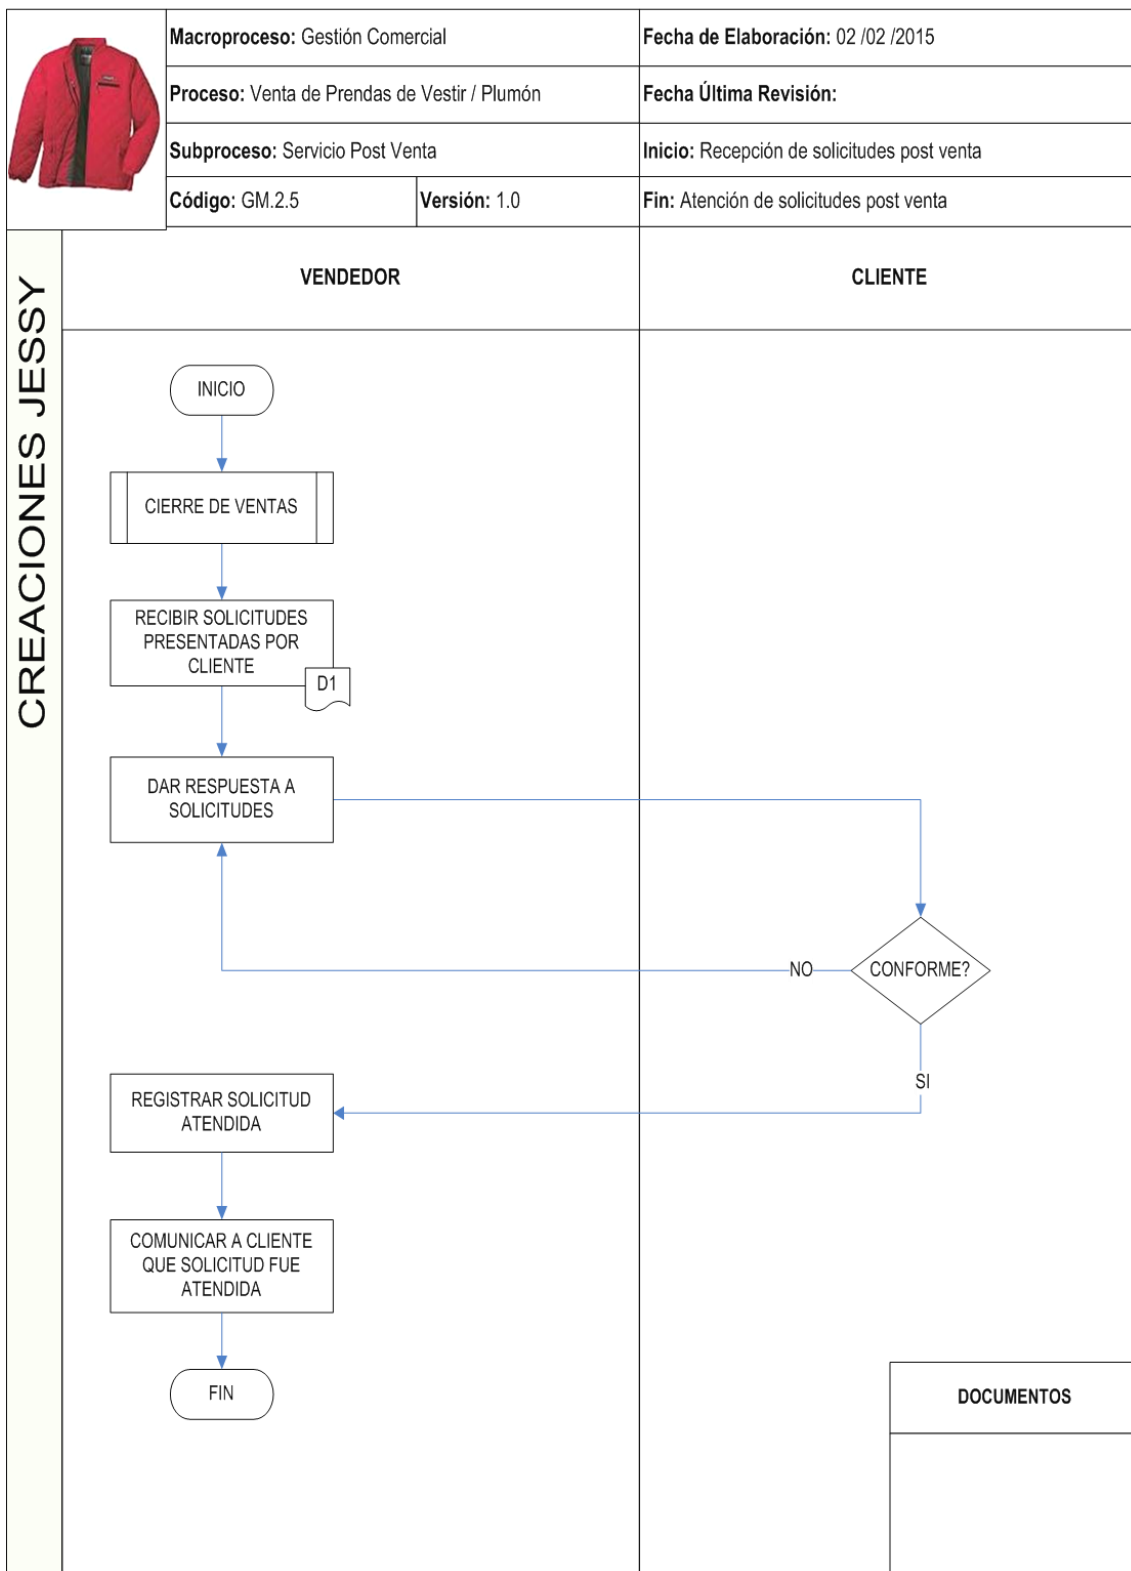 Macroproceso: Gestión Comercial
Fecha de Elaboración: 02 /02 /2015
Proceso: Venta de Prendas de Vestir / Plumón
Fecha Última Revisión:
Subproceso: Servicio Post Venta
Inicio: Recepción de solicitudes post venta
Código: GM.2.5
Versión: 1.0
Fin: Atención de solicitudes post venta
CREACIONES JESSY
VENDEDOR
CLIENTE
INICIO
CIERRE DE VENTAS
RECIBIR SOLICITUDES
PRESENTADAS POR
CLIENTE
D1
DAR RESPUESTA A
SOLICITUDES
CONFORME?
NO
SI
REGISTRAR SOLICITUD
ATENDIDA
COMUNICAR A CLIENTE
QUE SOLICITUD FUE
ATENDIDA
FIN
DOCUMENTOS